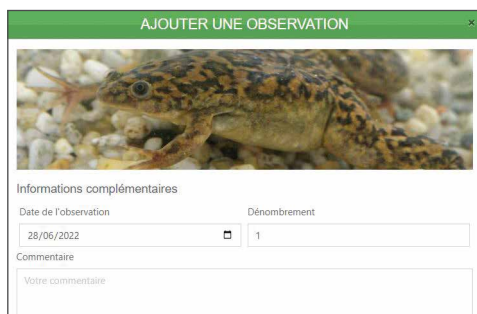 AJOUTER UNE OBSERVATION ×
Informations complémentaires
Date de l'observation Dénombrement
28/06/2022 1
Commentaire
Votre commentaire